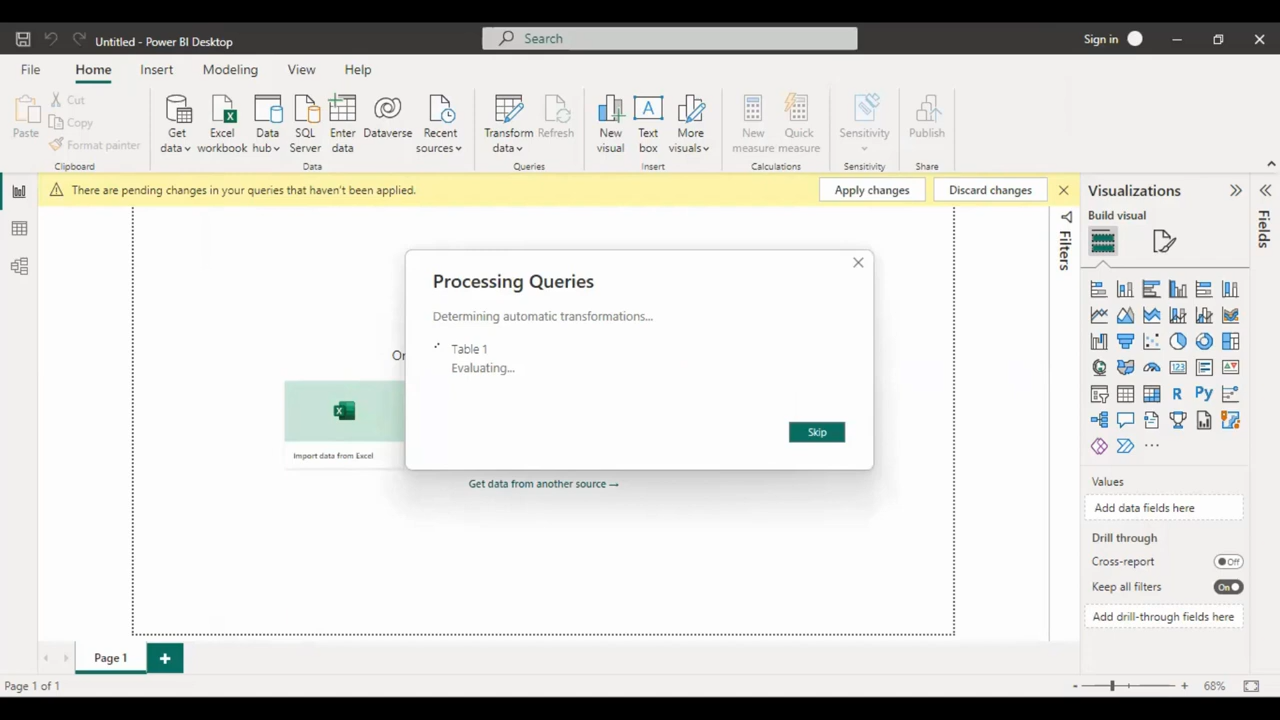 Untitled - Power BI Desktop
Search
Sign in
File
Home
Insert
Modeling
View
Help
Paste
Cut
Copy
Format painter
Clipboard
Get data
Excel workbook
Data hub
SQL Server
Enter data
Dataverse
Recent sources
Data
Transform data
Refresh
Queries
New visual
Text box
More visuals
Insert
New measure
Quick measure
Calculations
Sensitivity
Sensitivity
Publish
Share
There are pending changes in your queries that haven't been applied.
Apply changes
Discard changes
Filters
Visualizations
Fields
Build visual
Processing Queries
Determining automatic transformations...
Table 1
Evaluating...
Skip
Or
Import data from Excel
Get data from another source →
R
Py
123
Values
Add data fields here
Drill through
Cross-report
Off
Keep all filters
On
Add drill-through fields here
Page 1
Page 1 of 1
68%